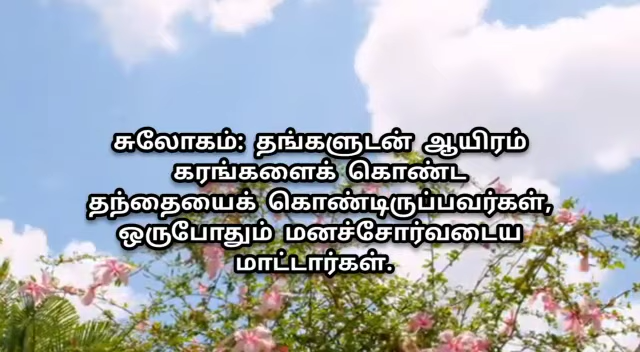 சுலோகம்: தங்களுடன் ஆயிரம்
கரங்களைக் கொண்ட
தந்தையைக் கொண்டிருப்பவர்கள்,
ஒருபோதும் மனச்சோர்வடைய
மாட்டார்கள்.